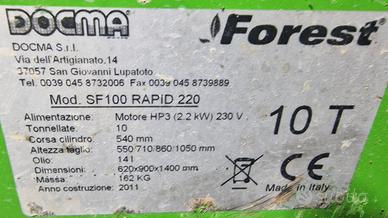 DOCMA
Forest
DOCMA S.r.l.
Via dell'Artigianato, 14
37057 San Giovanni Lupatoto
Tel. 0039 045 8732006 Fax 0039 045 8739889
Mod. SF100 RAPID 220
Alimentazione: Motore HP3 (2.2 kW) 230 V
Tonnellate: 10
Corsa cilindro: 540 mm
Altezza taglio: 550/710/860/1050 mm
Olio: 14 l
Dimensioni: 620x900x1400 mm
Massa: 162 KG
Anno costruzione: 2011
10 T
CE
Made in Italy
subito